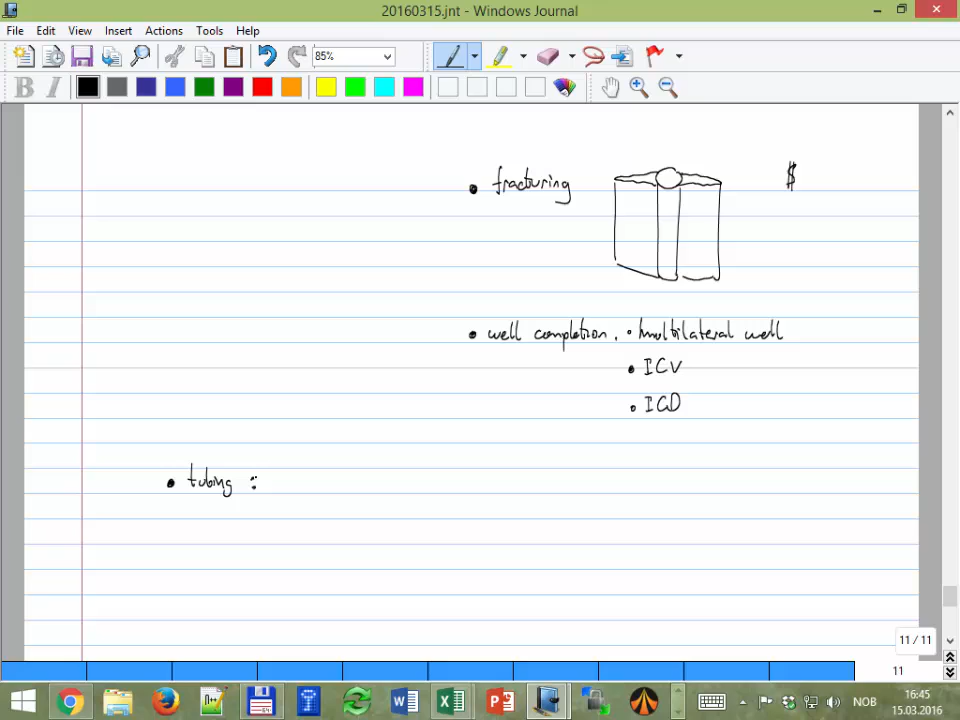 20160315.jnt - Windows Journal
File Edit View Insert Actions Tools Help
85%
B I
• fracturing $
• well completion . • multilateral well
• ICV
• ICD
• tubing :
11 / 11
11
NOB
16:45
15.03.2016